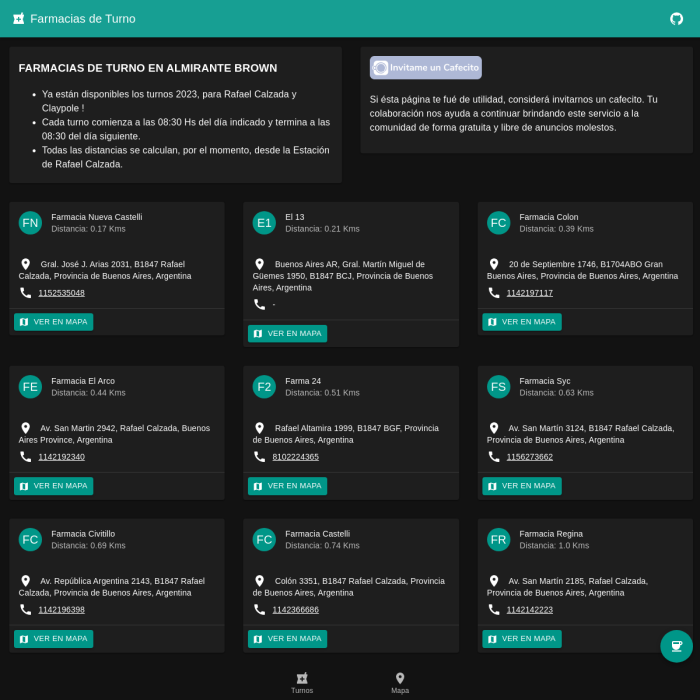 Farmacias de Turno
FARMACIAS DE TURNO EN ALMIRANTE BROWN
Ya están disponibles los turnos 2023, para Rafael Calzada y
Claypole !
Cada turno comienza a las 08:30 Hs del día indicado y termina a las
08:30 del día siguiente.
Todas las distancias se calculan, por el momento, desde la Estación
de Rafael Calzada.
Invitame un Cafecito
Si ésta página te fué de utilidad, considerá invitarnos un cafecito. Tu
colaboración nos ayuda a continuar brindando este servicio a la
comunidad de forma gratuita y libre de anuncios molestos.
FN
Farmacia Nueva Castelli
Distancia: 0.17 Kms
Gral. José J. Arias 2031, B1847 Rafael
Calzada, Provincia de Buenos Aires, Argentina
1152535048
VER EN MAPA
E1
El 13
Distancia: 0.21 Kms
Buenos Aires AR, Gral. Martín Miguel de
Güemes 1950, B1847 BCJ, Provincia de Buenos
Aires, Argentina
-
VER EN MAPA
FC
Farmacia Colon
Distancia: 0.39 Kms
20 de Septiembre 1746, B1704ABO Gran
Buenos Aires, Provincia de Buenos Aires, Argentina
1142197117
VER EN MAPA
FE
Farmacia El Arco
Distancia: 0.44 Kms
Av. San Martin 2942, Rafael Calzada, Buenos
Aires Province, Argentina
1142192340
VER EN MAPA
F2
Farma 24
Distancia: 0.51 Kms
Rafael Altamira 1999, B1847 BGF, Provincia
de Buenos Aires, Argentina
8102224365
VER EN MAPA
FS
Farmacia Syc
Distancia: 0.63 Kms
Av. San Martín 3124, B1847 Rafael Calzada,
Provincia de Buenos Aires, Argentina
1156273662
VER EN MAPA
FC
Farmacia Civitillo
Distancia: 0.69 Kms
Av. República Argentina 2143, B1847 Rafael
Calzada, Provincia de Buenos Aires, Argentina
1142196398
VER EN MAPA
FC
Farmacia Castelli
Distancia: 0.74 Kms
Colón 3351, B1847 Rafael Calzada, Provincia
de Buenos Aires, Argentina
1142366686
VER EN MAPA
FR
Farmacia Regina
Distancia: 1.0 Kms
Av. San Martín 2185, Rafael Calzada,
Provincia de Buenos Aires, Argentina
1142142223
VER EN MAPA
Turnos
Mapa